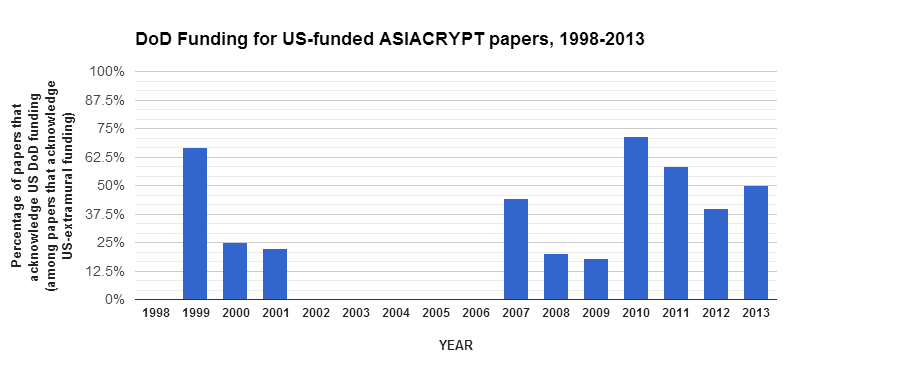 DoD Funding for US-funded ASIACRYPT papers, 1998-2013
Percentage of papers that
acknowledge US DoD funding
(among papers that acknowledge
US-extramural funding)
100%
87.5%
75%
62.5%
50%
37.5%
25%
12.5%
0%
1998 1999 2000 2001 2002 2003 2004 2005 2006 2007 2008 2009 2010 2011 2012 2013
YEAR